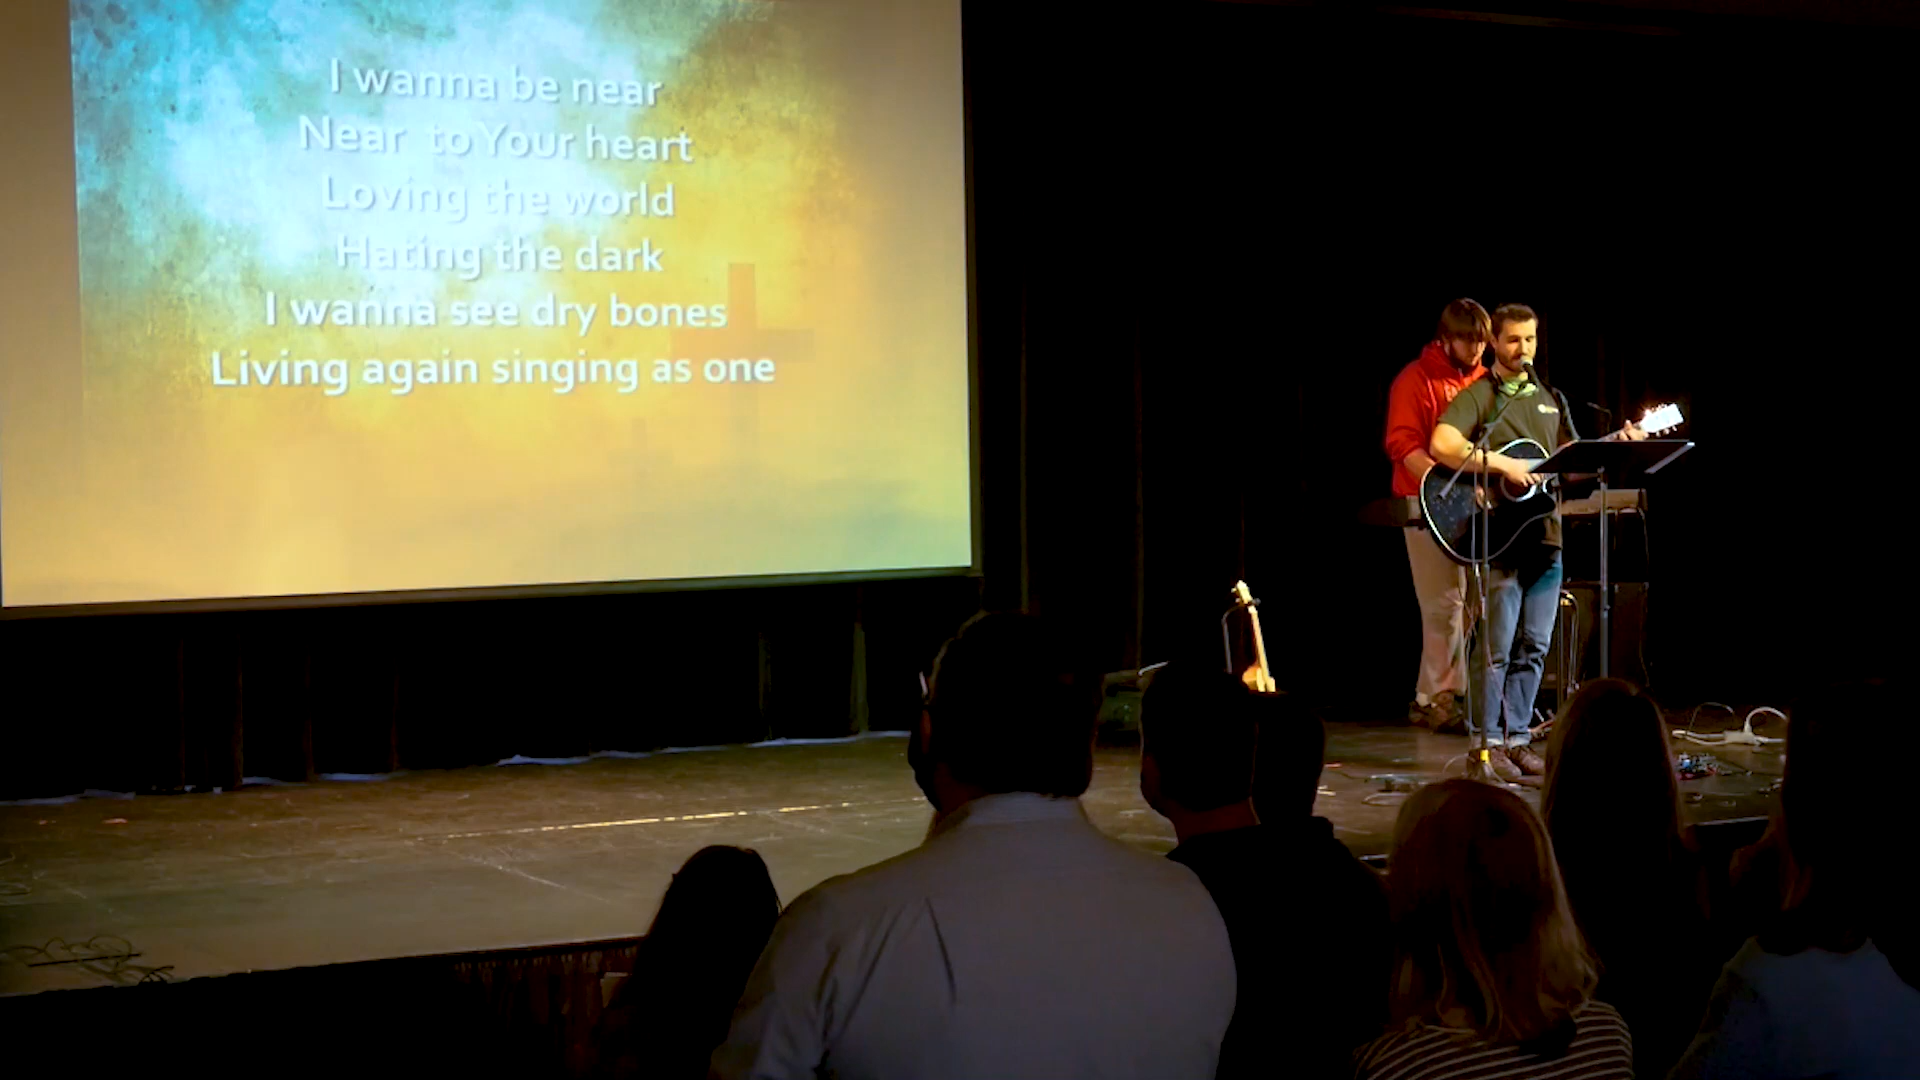 I wanna be near
Near to Your heart
Loving the world
Hating the dark
I wanna see dry bones
Living again singing as one